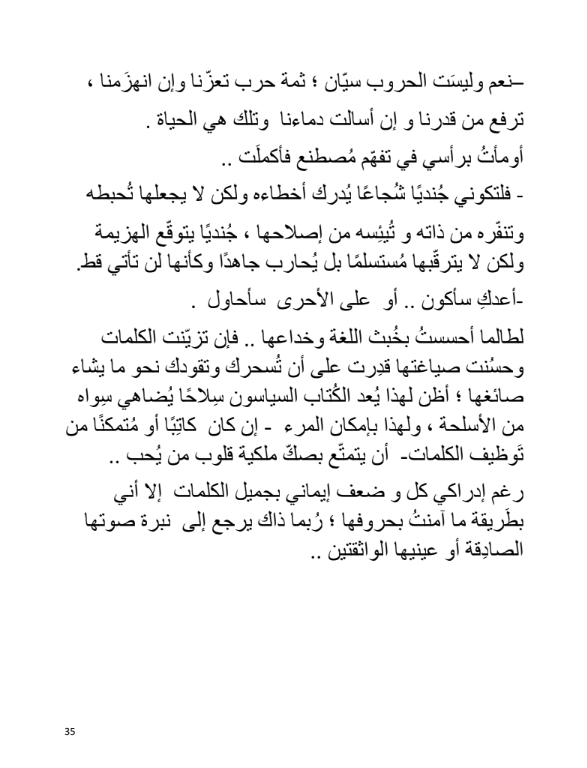 –نعم وليسَت الحروب سيّان ؛ ثمة حرب تعزّنا وإن انهزَمنا ،
ترفع من قدرنا و إن أسالت دماءنا وتلك هي الحياة .
أومأتُ برأسي في تفهّم مُصطنع فأكملَت ..
- فلتكوني جُنديًا شُجاعًا يُدرك أخطاءه ولكن لا يجعلها تُحبطه
وتنفّره من ذاته و تُيئِسه من إصلاحها ، جُنديًا يتوقّع الهزيمة
ولكن لا يترقّبها مُستسلمًا بل يُحارب جاهدًا وكأنها لن تأتي قط.
-أعدكِ سأكون .. أو على الأحرى سأحاول .
لطالما أحسستُ بخُبث اللغة وخداعها .. فإن تزيّنت الكلمات
وحسُنت صياغتها قدِرت على أن تُسحرك وتقودك نحو ما يشاء
صائغها ؛ أظن لهذا يُعد الكُتاب السياسون سِلاحًا يُضاهي سِواه
من الأسلحة ، ولهذا بإمكان المرء - إن كان كاتِبًا أو مُتمكنًا من
تَوظيف الكلمات- أن يتمتّع بصكّ ملكية قلوب من يُحب ..
رغم إدراكي كل و ضعف إيماني بجميل الكلمات إلا أني
بطَريقة ما آمنتُ بحروفها ؛ رُبما ذاك يرجع إلى نبرة صوتها
الصادِقة أو عينيها الواثقتين ..
35